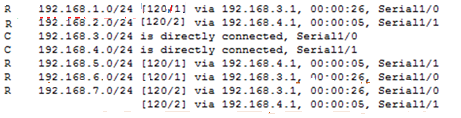 R 192.168.1.0/24 [120/1] via 192.168.3.1, 00:00:26, Serial1/0
R 192.168.2.0/24 [120/2] via 192.168.4.1, 00:00:05, Serial1/1
C 192.168.3.0/24 is directly connected, Serial1/0
C 192.168.4.0/24 is directly connected, Serial1/1
R 192.168.5.0/24 [120/1] via 192.168.4.1, 00:00:05, Serial1/1
R 192.168.6.0/24 [120/1] via 192.168.3.1, 00:00:26, Serial1/0
R 192.168.7.0/24 [120/2] via 192.168.3.1, 00:00:26, Serial1/0
[120/2] via 192.168.4.1, 00:00:05, Serial1/1